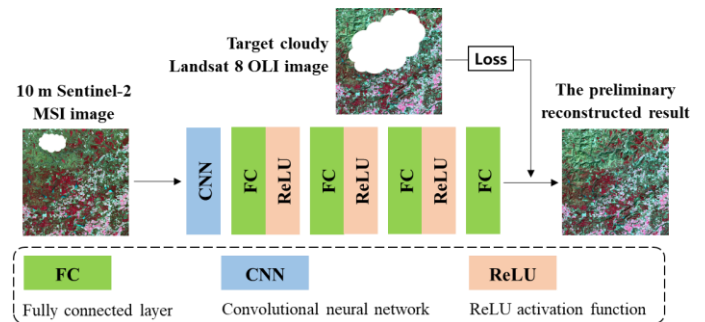 Target cloudy
Landsat 8 OLI image
Loss
10 m Sentinel-2
MSI image
The preliminary
reconstructed result
CNN
FC
ReLU
FC
ReLU
FC
ReLU
FC
FC
CNN
ReLU
Fully connected layer
Convolutional neural network
ReLU activation function